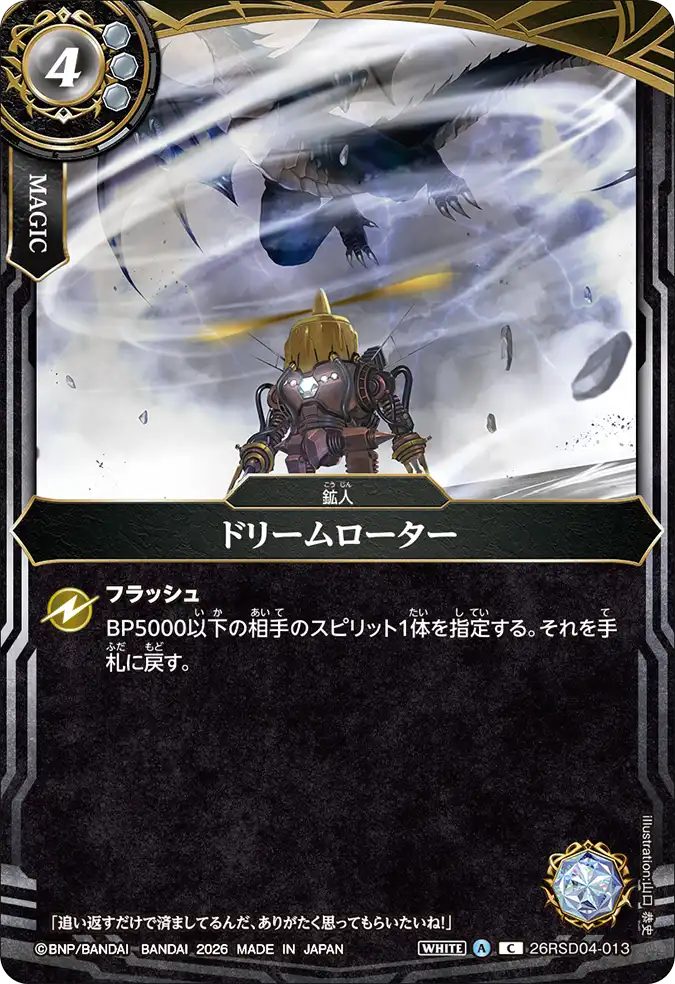 4
MAGIC
こうじん
鉱人
ドリームローター
フラッシュ
BP5000以下の相手のスピリット1体を指定する。それを手
札に戻す。
いか
あいて
たい
してい
て
ふだ
もど
illustration:山口 恭史
「追い返すだけで済ましてるんだ、ありがたく思ってもらいたいね!」
©BNP/BANDAI BANDAI 2026 MADE IN JAPAN
WHITE A C 26RSD04-013